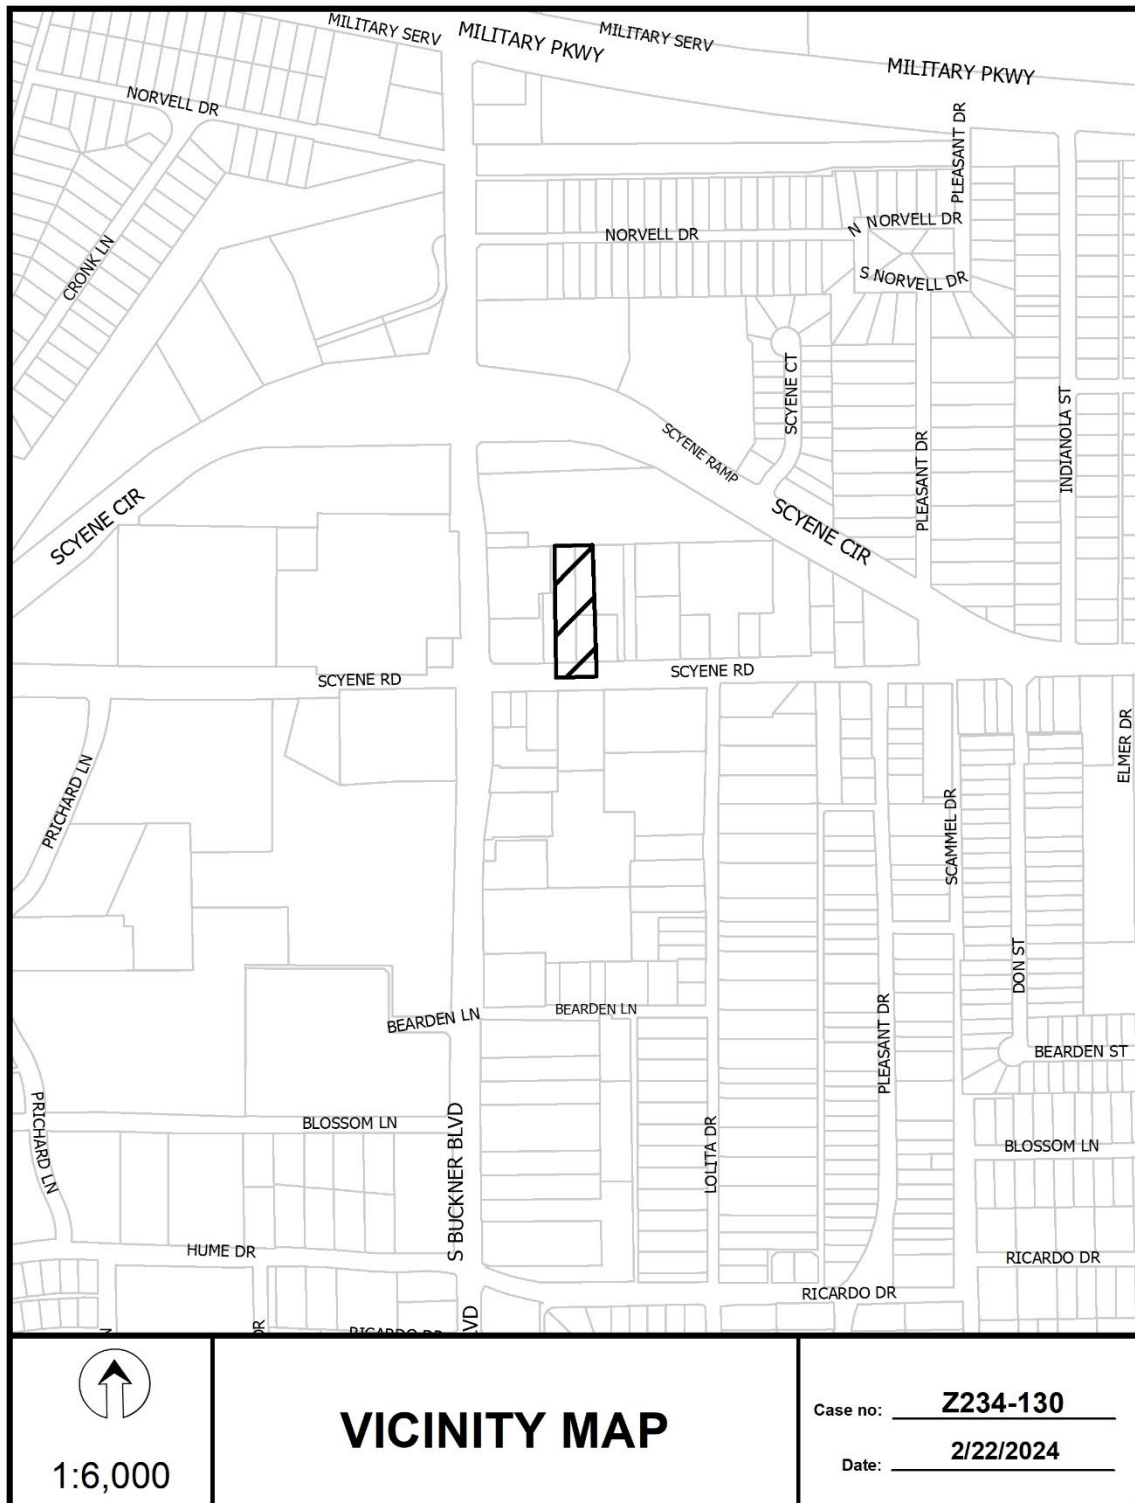 MILITARY SERV
MILITARY PKWY
MILITARY SERV
MILITARY PKWY
NORVELL DR
PLEASANT DR
CRONK LN
NORVELL DR
N NORVELL DR
S NORVELL DR
SCYENE CT
SCYENE RAMP
PLEASANT DR
INDIANOLA ST
SCYENE CIR
SCYENE CIR
SCYENE RD
SCYENE RD
PRICHARD LN
ELMER DR
SCAMMEL DR
DON ST
BEARDEN LN
BEARDEN LN
PLEASANT DR
BEARDEN ST
PRICHARD LN
BLOSSOM LN
S BUCKNER BLVD
LOLITA DR
BLOSSOM LN
HUME DR
RICARDO DR
RICARDO DR
N
DR
RICARDO DR
VD
1:6,000
VICINITY MAP
Case no: Z234-130
Date: 2/22/2024